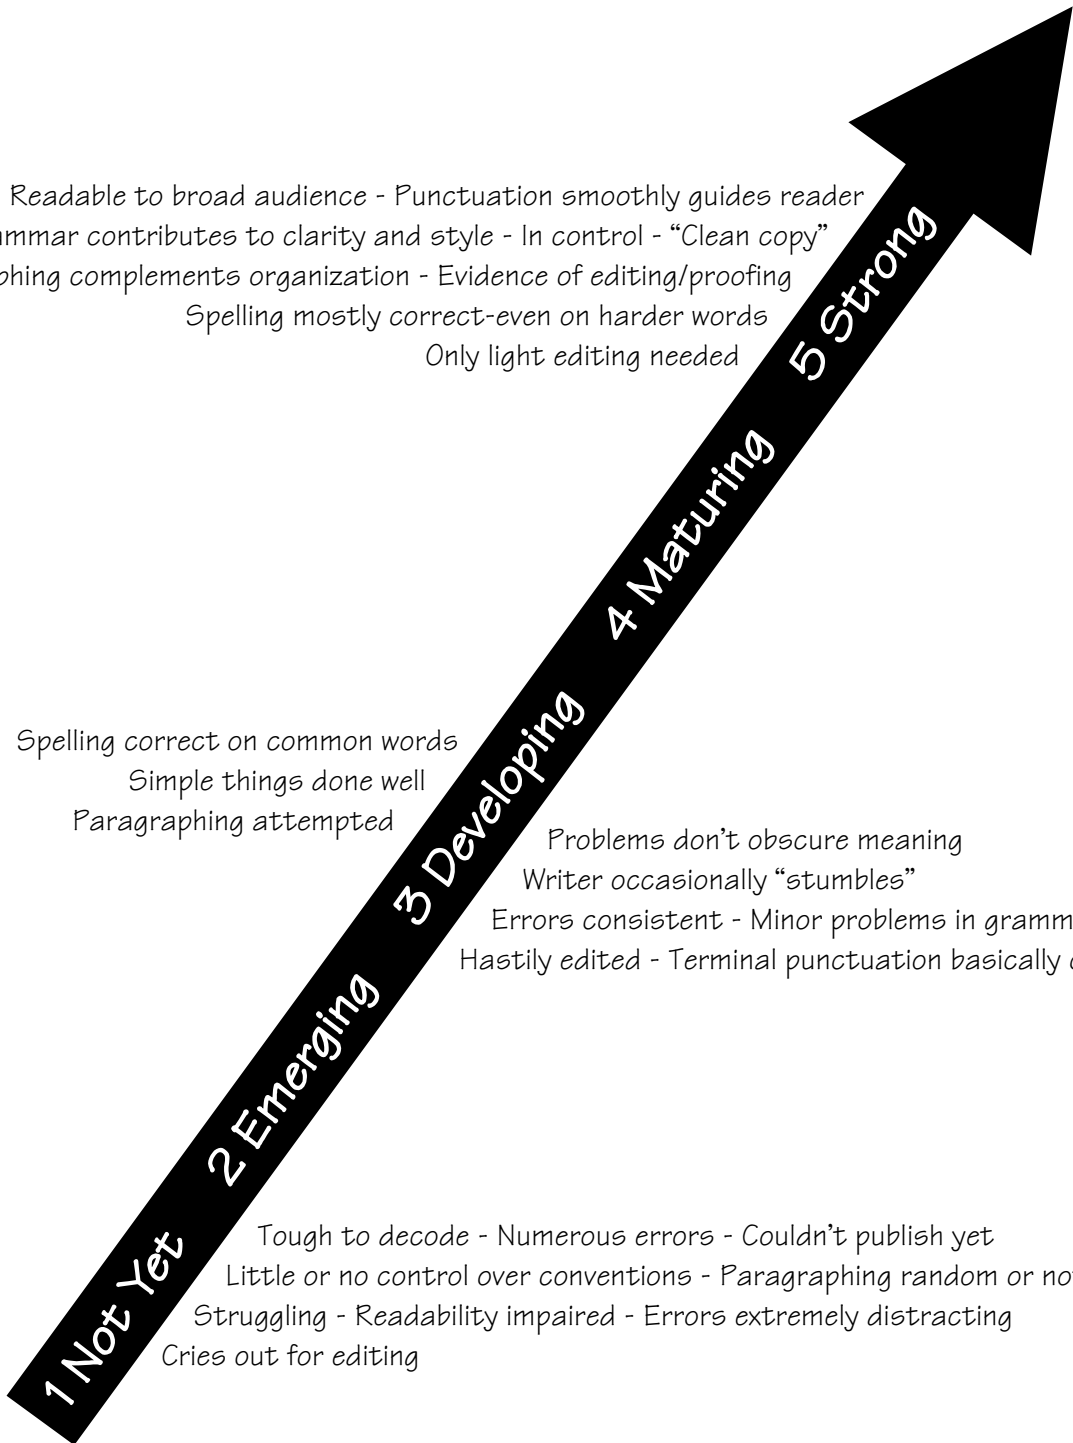 Readable to broad audience - Punctuation smoothly guides reader
contributes to clarity and style - In control - “Clean copy”
complements organization - Evidence of editing/proofing
Spelling mostly correct-even on harder words
Only light editing needed
5 Strong
4 Maturing
Spelling correct on common words
Simple things done well
Paragraphing attempted
3 Developing
Problems don’t obscure meaning
Writer occasionally “stumbles”
Errors consistent - Minor problems in
Hastily edited - Terminal punctuation basically
2 Emerging
Tough to decode - Numerous errors - Couldn’t publish yet
Little or no control over conventions - Paragraphing random or
Struggling - Readability impaired - Errors extremely distracting
Cries out for editing
1 Not Yet